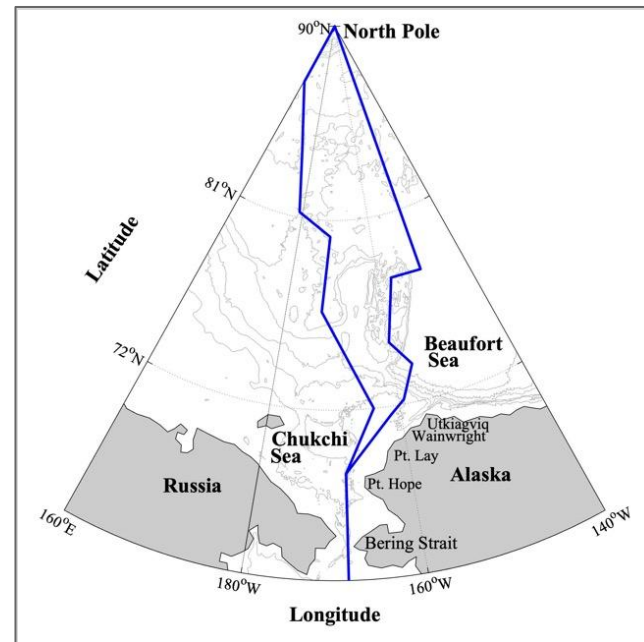 90°N
North Pole
81°N
Latitude
72°N
Beaufort
Sea
Utkiagviq
Wainwright
Chukchi
Sea
Pt. Lay
Alaska
Russia
Pt. Hope
160°E
Bering Strait
140°W
180°W
160°W
Longitude